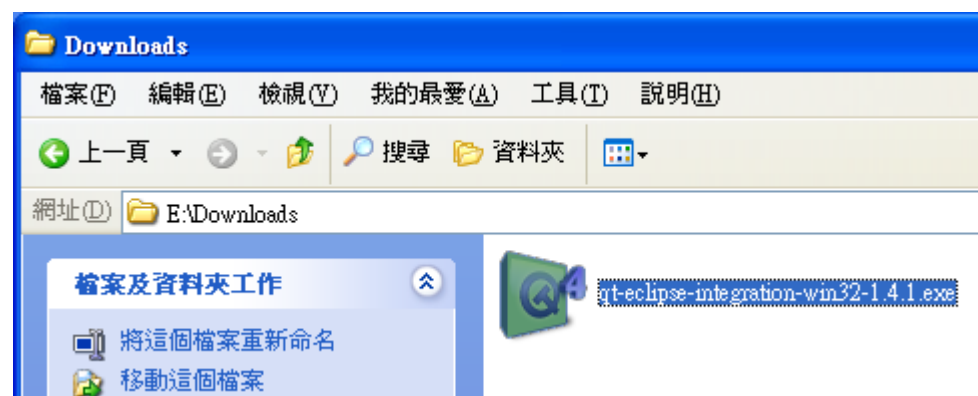 Downloads
檔案(F) 編輯(E) 檢視(V) 我的最愛(A) 工具(T) 說明(H)
上一頁 搜尋 資料夾
網址(D) E:\Downloads
檔案及資料夾工作
Q4 qt-eclipse-integration-win32-1.4.1.exe
將這個檔案重新命名
移動這個檔案